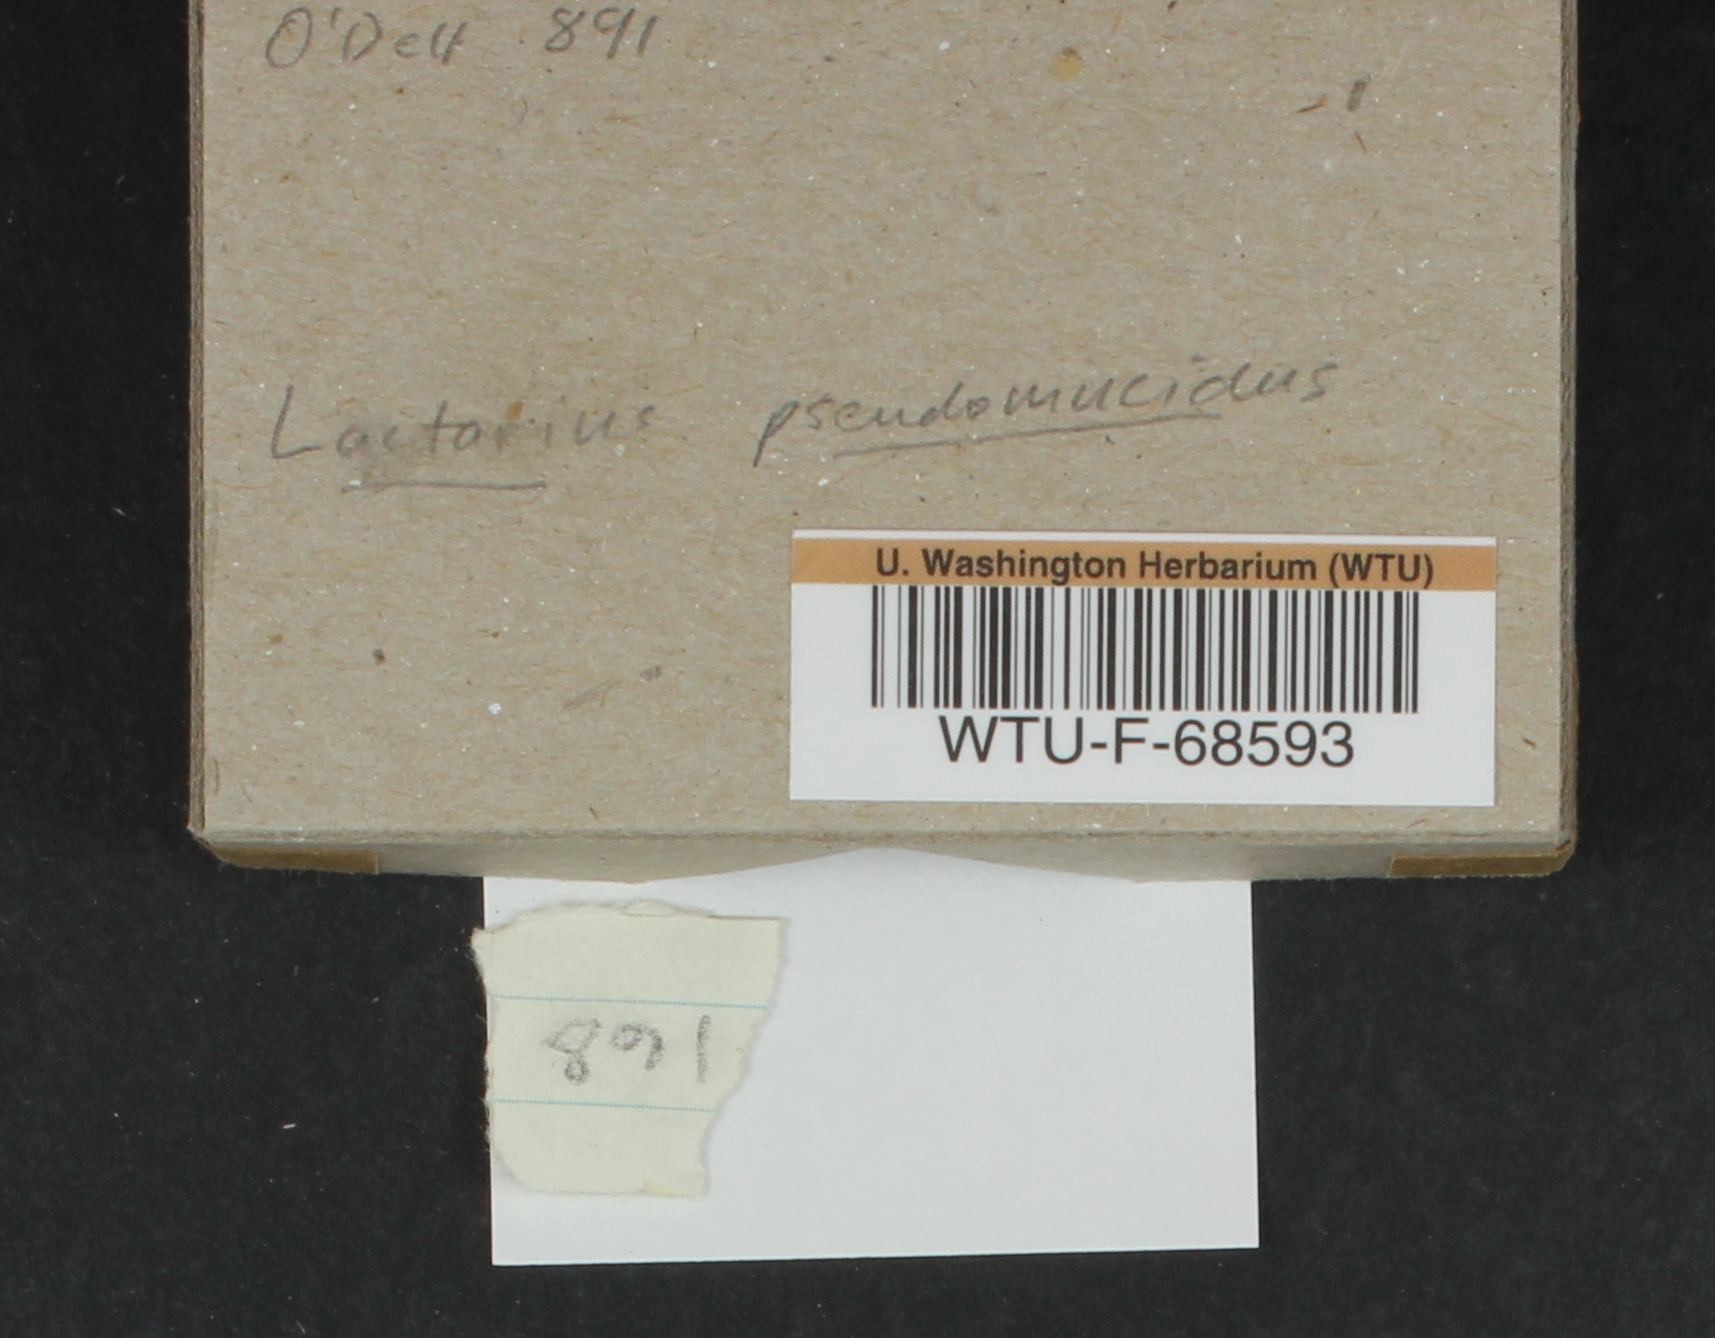 O'Dell 891
Lactarius pseudomucidus
U. Washington Herbarium (WTU)
WTU-F-68593
891